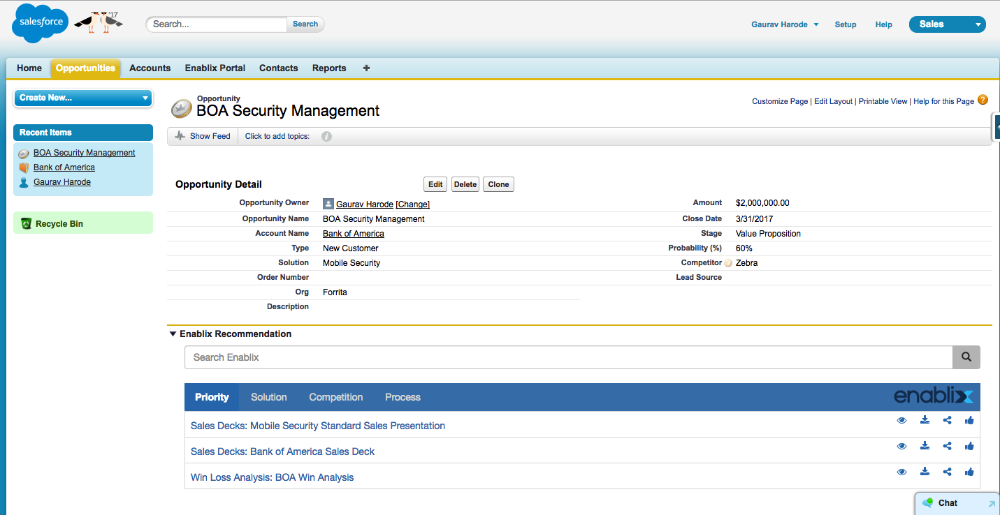 salesforce
'17
Search...
Search
Gaurav Harode
Setup
Help
Sales
Home
Opportunities
Accounts
Enablix Portal
Contacts
Reports
+
Create New...
Recent Items
BOA Security Management
Bank of America
Gaurav Harode
Recycle Bin
Opportunity
BOA Security Management
Customize Page | Edit Layout | Printable View | Help for this Page ?
Show Feed
Click to add topics: i
Opportunity Detail
Edit
Delete
Clone
Opportunity Owner Gaurav Harode [Change]
Amount $2,000,000.00
Opportunity Name BOA Security Management
Close Date 3/31/2017
Account Name Bank of America
Stage Value Proposition
Type New Customer
Probability (%) 60%
Solution Mobile Security
Competitor ? Zebra
Order Number
Lead Source
Org Forrita
Description
Enablix Recommendation
Search Enablix
Priority
Solution
Competition
Process
enablix
Sales Decks: Mobile Security Standard Sales Presentation
Sales Decks: Bank of America Sales Deck
Win Loss Analysis: BOA Win Analysis
Chat